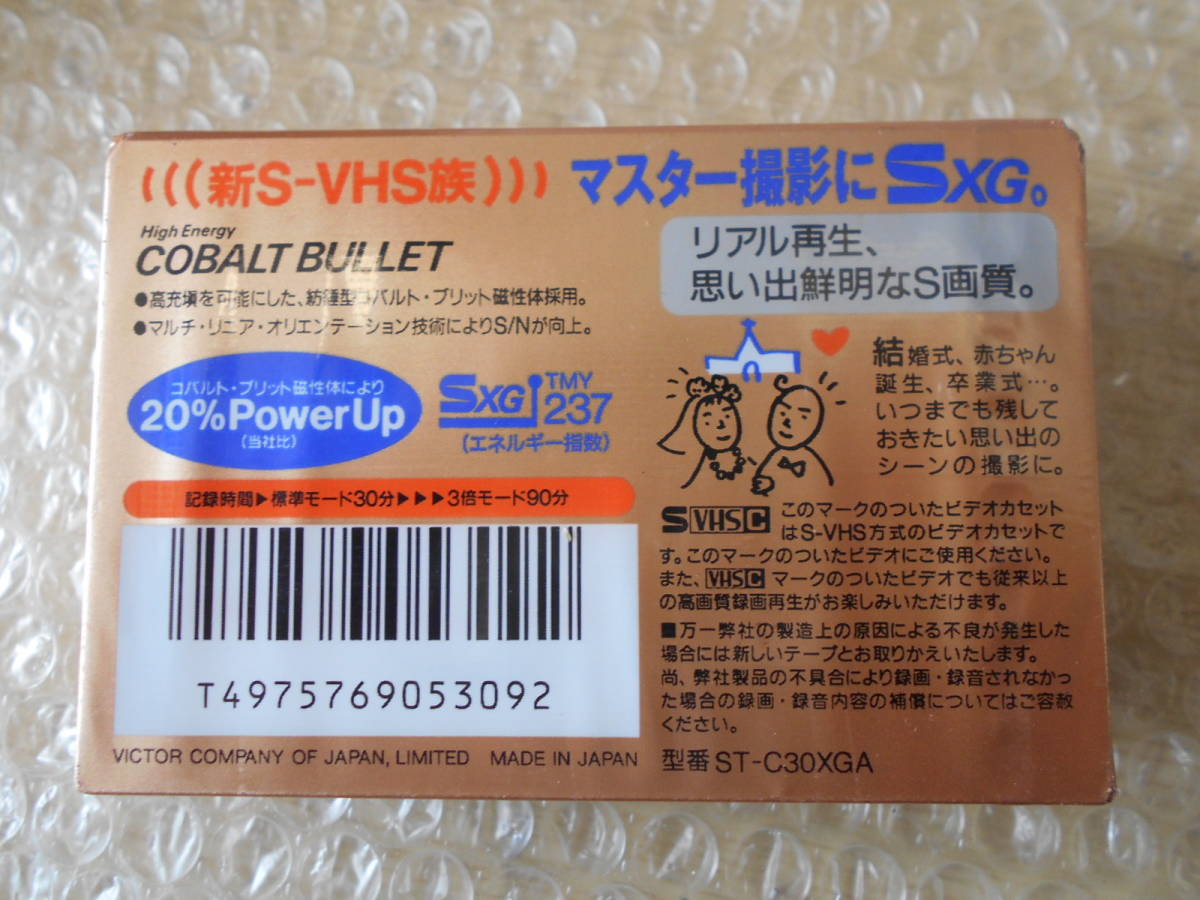 (((新S-VHS族)))
マスター撮影にSXG。
High Energy
COBALT BULLET
●高充填を可能にした、紡錘型コバルト・ブリット磁性体採用。
●マルチ・リニア・オリエンテーション技術によりS/Nが向上。
コバルト・ブリット磁性体により
20%PowerUp
(当社比)
SXG TMY
237
(エネルギー指数)
記録時間▶標準モード30分▶▶▶3倍モード90分
T4975769053092
VICTOR COMPANY OF JAPAN, LIMITED MADE IN JAPAN
リアル再生、
思い出鮮明なS画質。
結婚式、赤ちゃん
誕生、卒業式…。
いつまでも残して
おきたい思い出の
シーンの撮影に。
S VHS C このマークのついたビデオカセット
はS-VHS方式のビデオカセットで
す。このマークのついたビデオにご使用ください。
また、VHS C マークのついたビデオでも従来以上
の高画質録画再生がお楽しみいただけます。
■万一弊社の製造上の原因による不良が発生した
場合には新しいテープとお取りかえいたします。
尚、弊社製品の不具合により録画・録音されなかっ
た場合の録画・録音内容の補償についてはご容赦
ください。
型番 ST-C30XGA